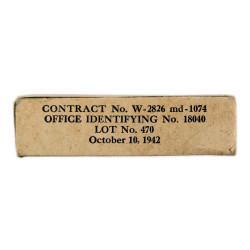 CONTRACT No. W-2826 md-1074
OFFICE IDENTIFYING No. 18040
LOT No. 470
October 10, 1942